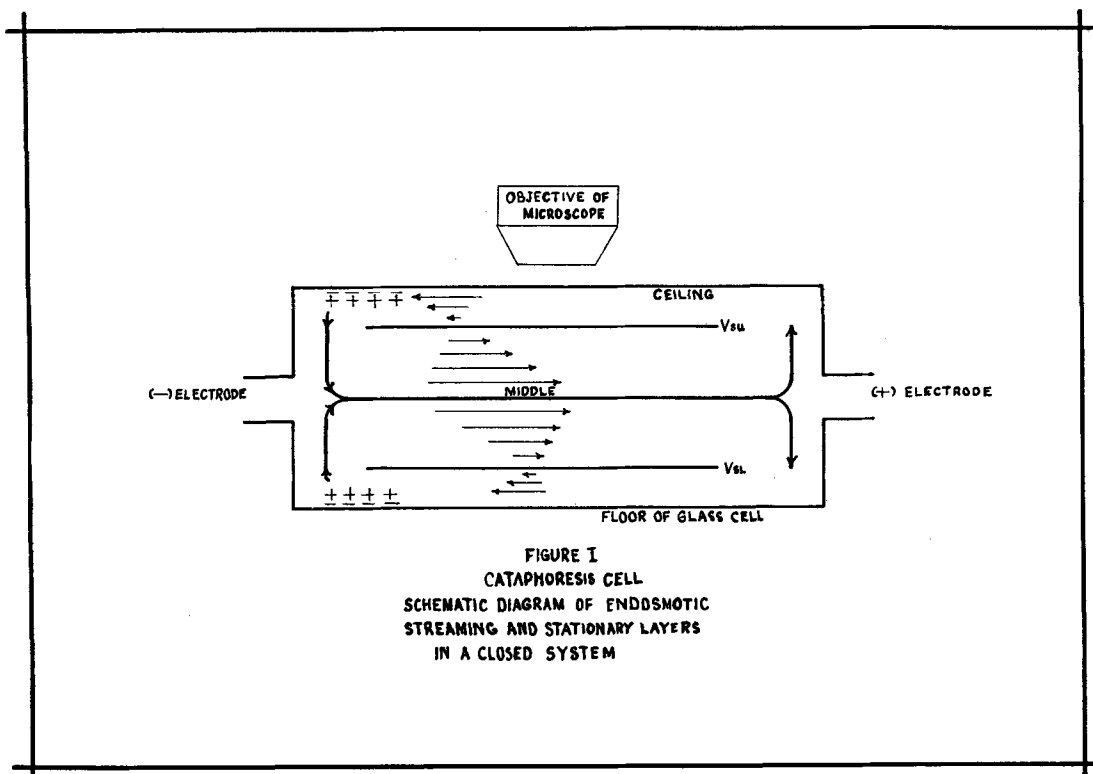 OBJECTIVE OF
MICROSCOPE
CEILING
Vsu
(—) ELECTRODE
MIDDLE
(+) ELECTRODE
VsL
FLOOR OF GLASS CELL
FIGURE I
CATAPHORESIS CELL
SCHEMATIC DIAGRAM OF ENDOSMOTIC
STREAMING AND STATIONARY LAYERS
IN A CLOSED SYSTEM